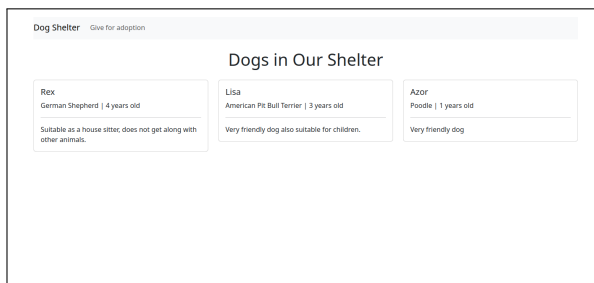 Dog Shelter Give for adoption
Dogs in Our Shelter
Rex
German Shepherd | 4 years old
Suitable as a house sitter, does not get along with
other animals.
Lisa
American Pit Bull Terrier | 3 years old
Very friendly dog also suitable for children.
Azor
Poodle | 1 years old
Very friendly dog